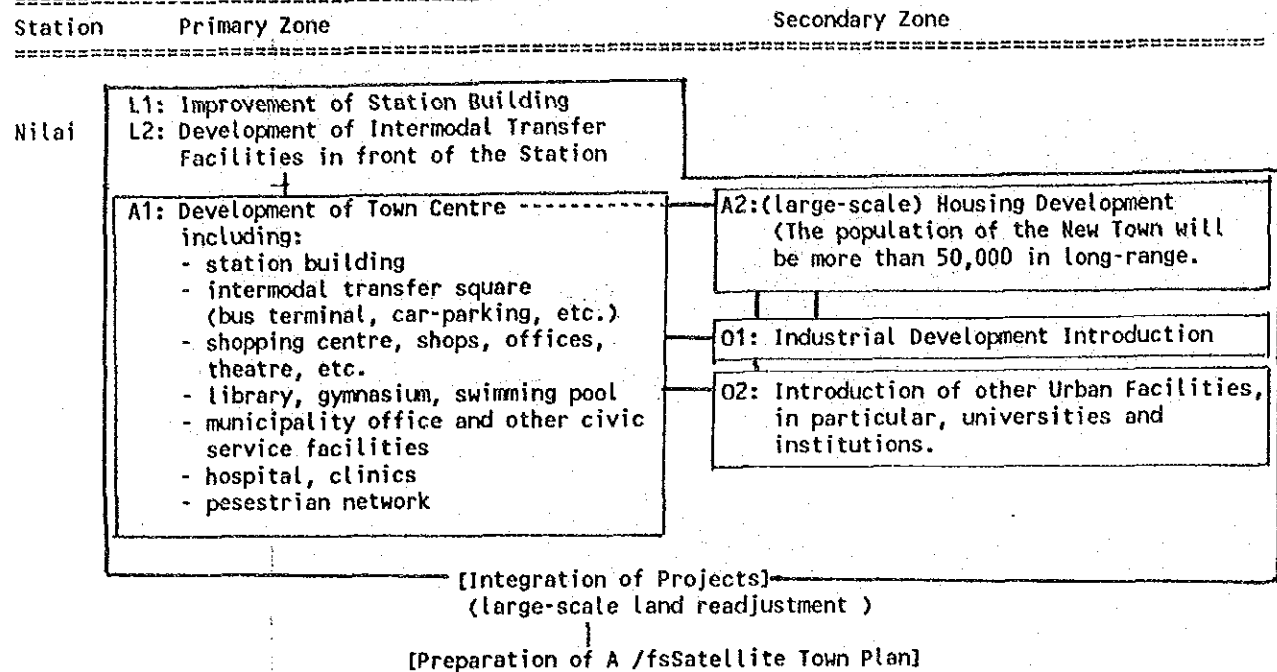 Station Primary Zone Secondary Zone
Nilai
L1: Improvement of Station Building
L2: Development of Intermodal Transfer
Facilities in front of the Station
A1: Development of Town Centre
including:
- station building
- intermodal transfer square
(bus terminal, car-parking, etc.)
- shopping centre, shops, offices,
theatre, etc.
- library, gymnasium, swimming pool
- municipality office and other civic
service facilities
- hospital, clinics
- pesestrian network
A2:(large-scale) Housing Development
(The population of the New Town will
be more than 50,000 in long-range.
O1: Industrial Development Introduction
O2: Introduction of other Urban Facilities,
in particular, universities and
institutions.
[Integration of Projects]
(large-scale land readjustment )
[Preparation of A /fsSatellite Town Plan]